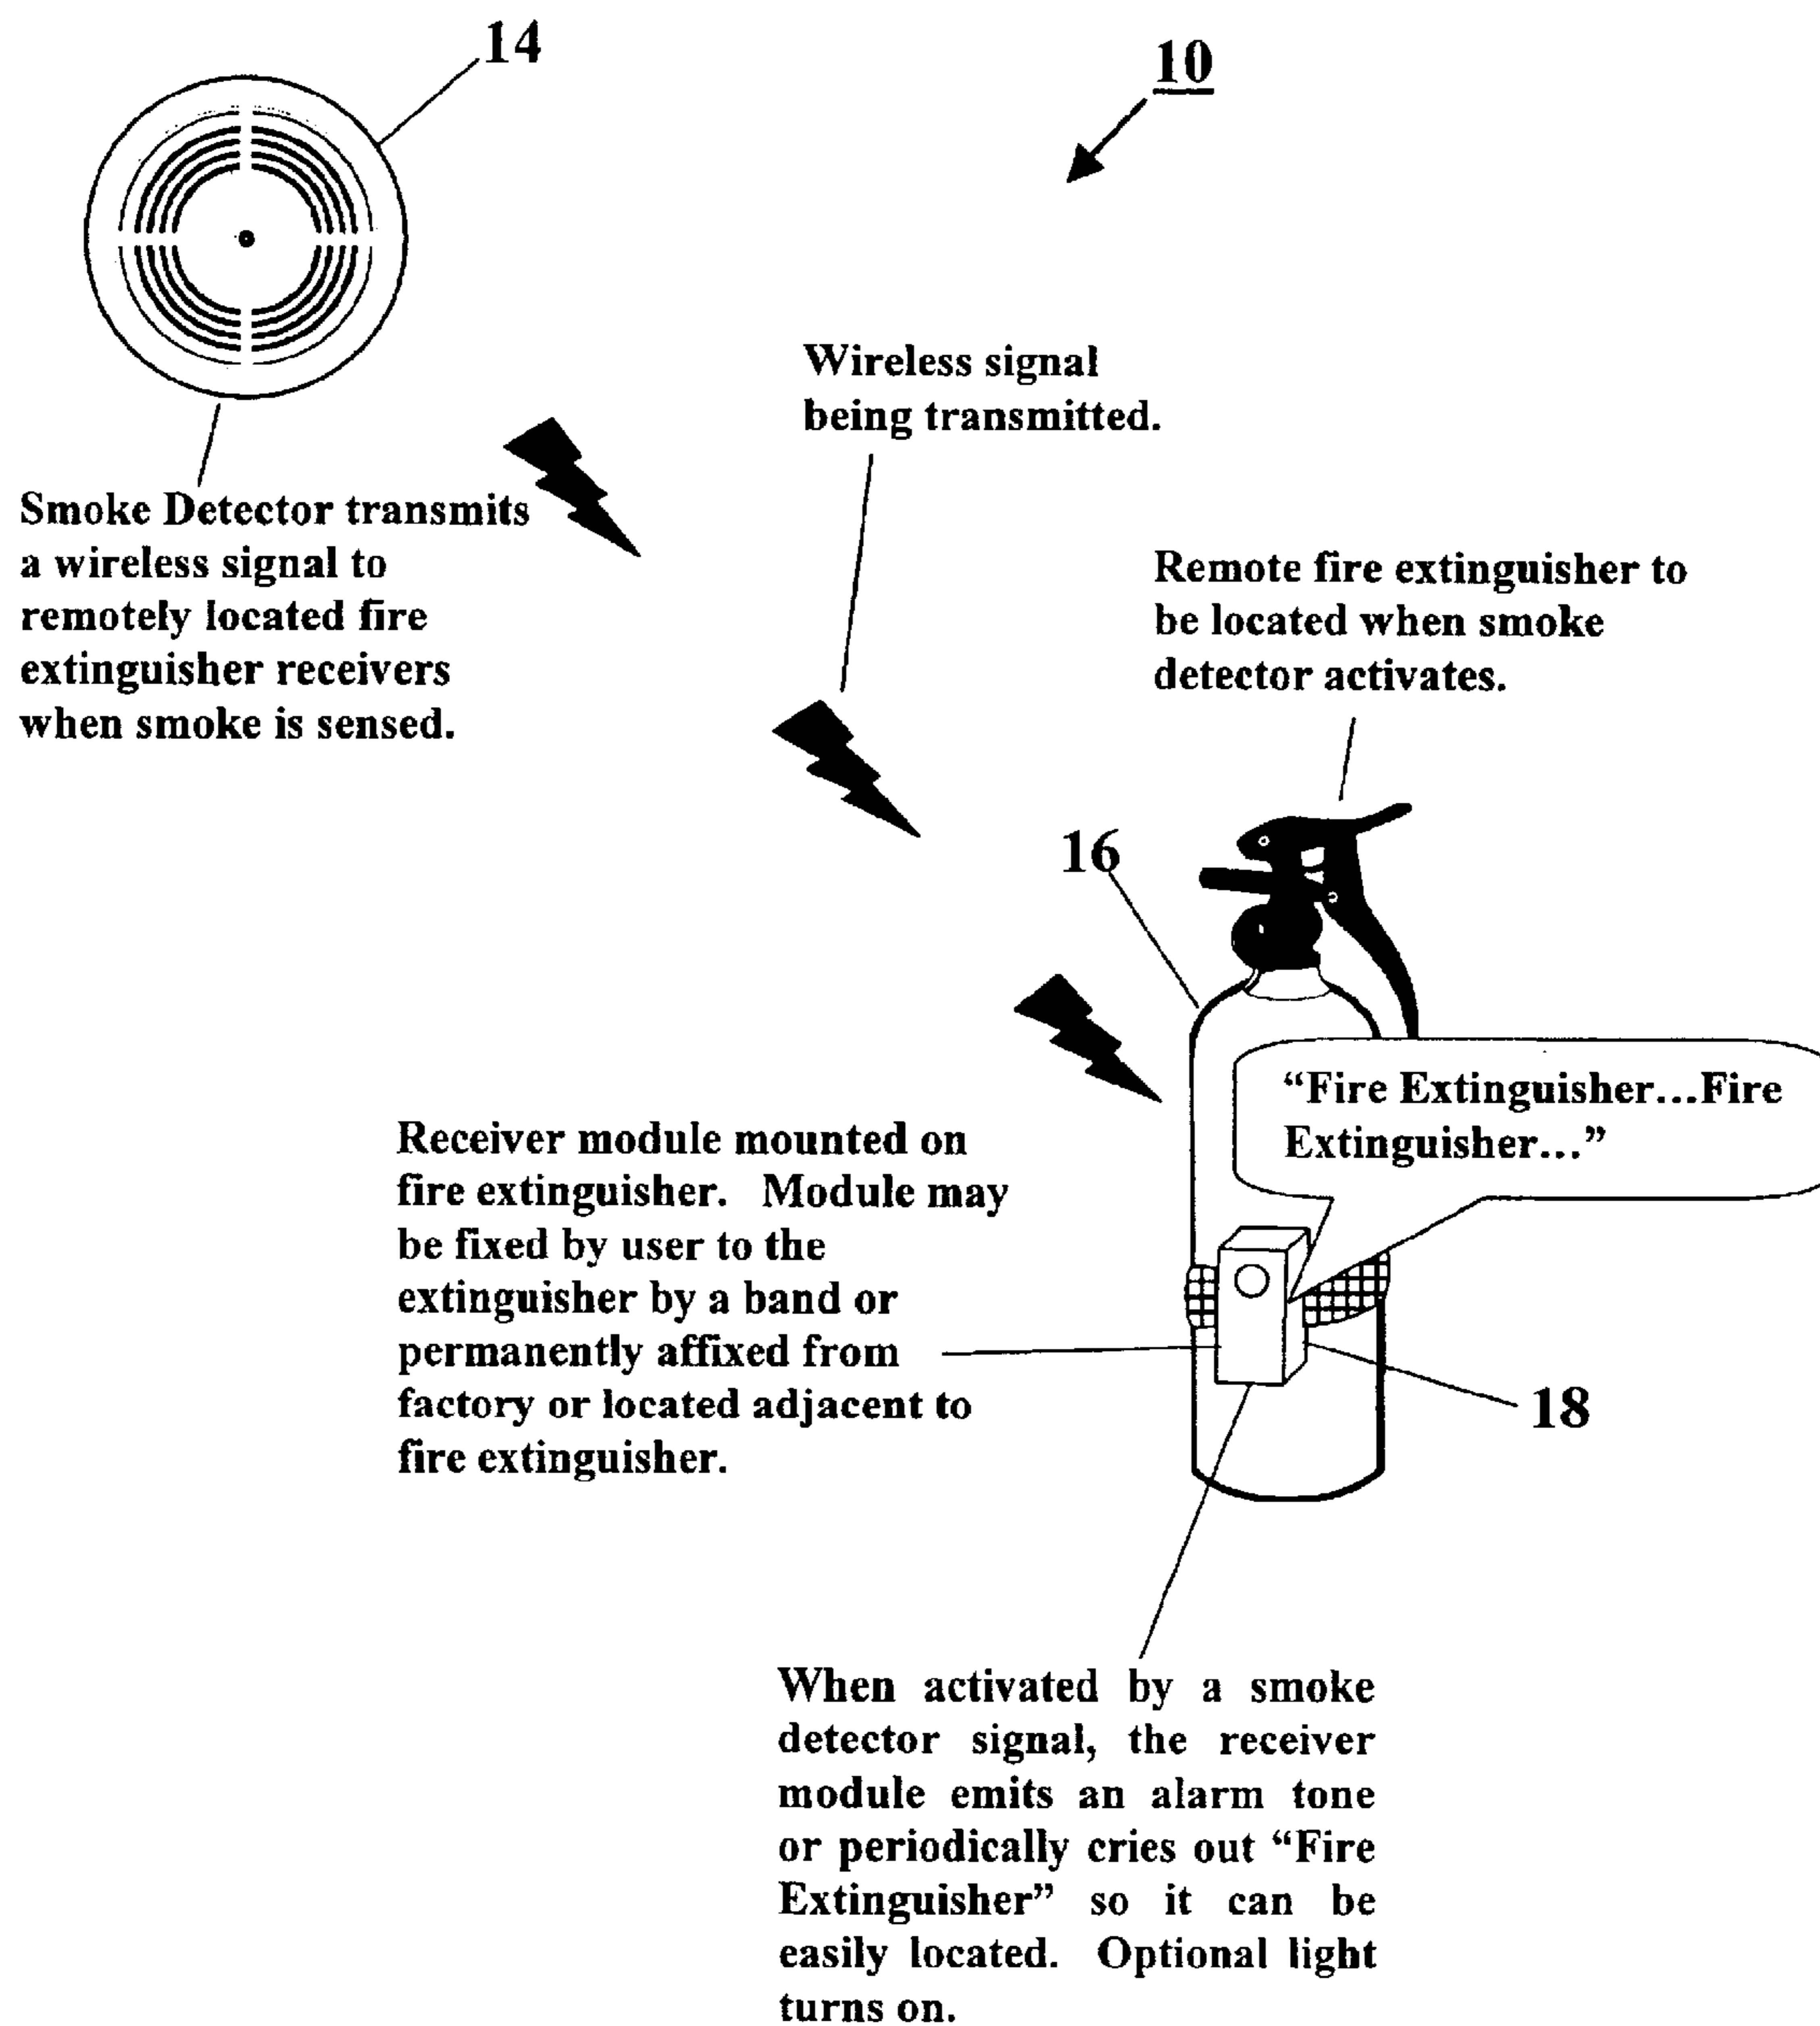 14
10
Wireless signal
being transmitted.
Smoke Detector transmits
a wireless signal to
remotely located fire
extinguisher receivers
when smoke is sensed.
Remote fire extinguisher to
be located when smoke
detector activates.
16
“Fire Extinguisher...Fire
Extinguisher...”
Receiver module mounted on
fire extinguisher. Module may
be fixed by user to the
extinguisher by a band or
permanently affixed from
factory or located adjacent to
fire extinguisher.
18
When activated by a smoke
detector signal, the receiver
module emits an alarm tone
or periodically cries out “Fire
Extinguisher” so it can be
easily located. Optional light
turns on.